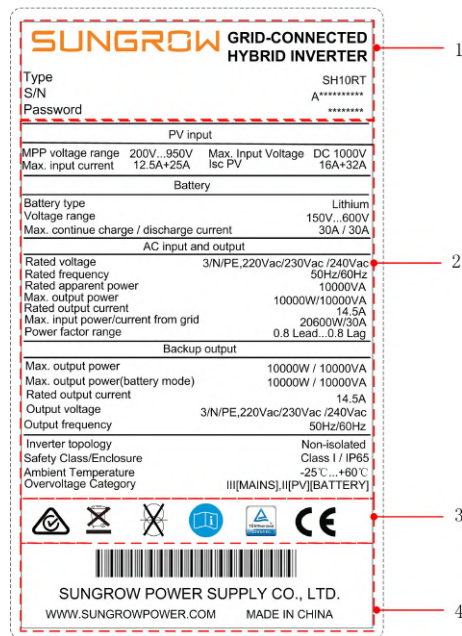 SUNGROW GRID-CONNECTED
HYBRID INVERTER
1
Type SH10RT
S/N A**********
Password ********
PV input
MPP voltage range 200V...950V Max. Input Voltage DC 1000V
Max. input current 12.5A+25A Isc PV 16A+32A
Battery
Battery type Lithium
Voltage range 150V...600V
Max. continue charge / discharge current 30A / 30A
AC input and output
Rated voltage 3/N/PE,220Vac/230Vac /240Vac
2
Rated frequency 50Hz/60Hz
Rated apparent power 10000VA
Max. output power 10000W/10000VA
Rated output current 14.5A
Max. input power/current from grid 20600W/30A
Power factor range 0.8 Lead...0.8 Lag
Backup output
Max. output power 10000W / 10000VA
Max. output power(battery mode) 10000W / 10000VA
Rated output current 14.5A
Output voltage 3/N/PE,220Vac/230Vac /240Vac
Output frequency 50Hz/60Hz
Inverter topology Non-isolated
Safety Class/Enclosure Class I / IP65
Ambient Temperature -25℃...+60℃
Overvoltage Category III[MAINS],II[PV][BATTERY]
CE
3
SUNGROW POWER SUPPLY CO., LTD.
WWW.SUNGROWPOWER.COM MADE IN CHINA
4